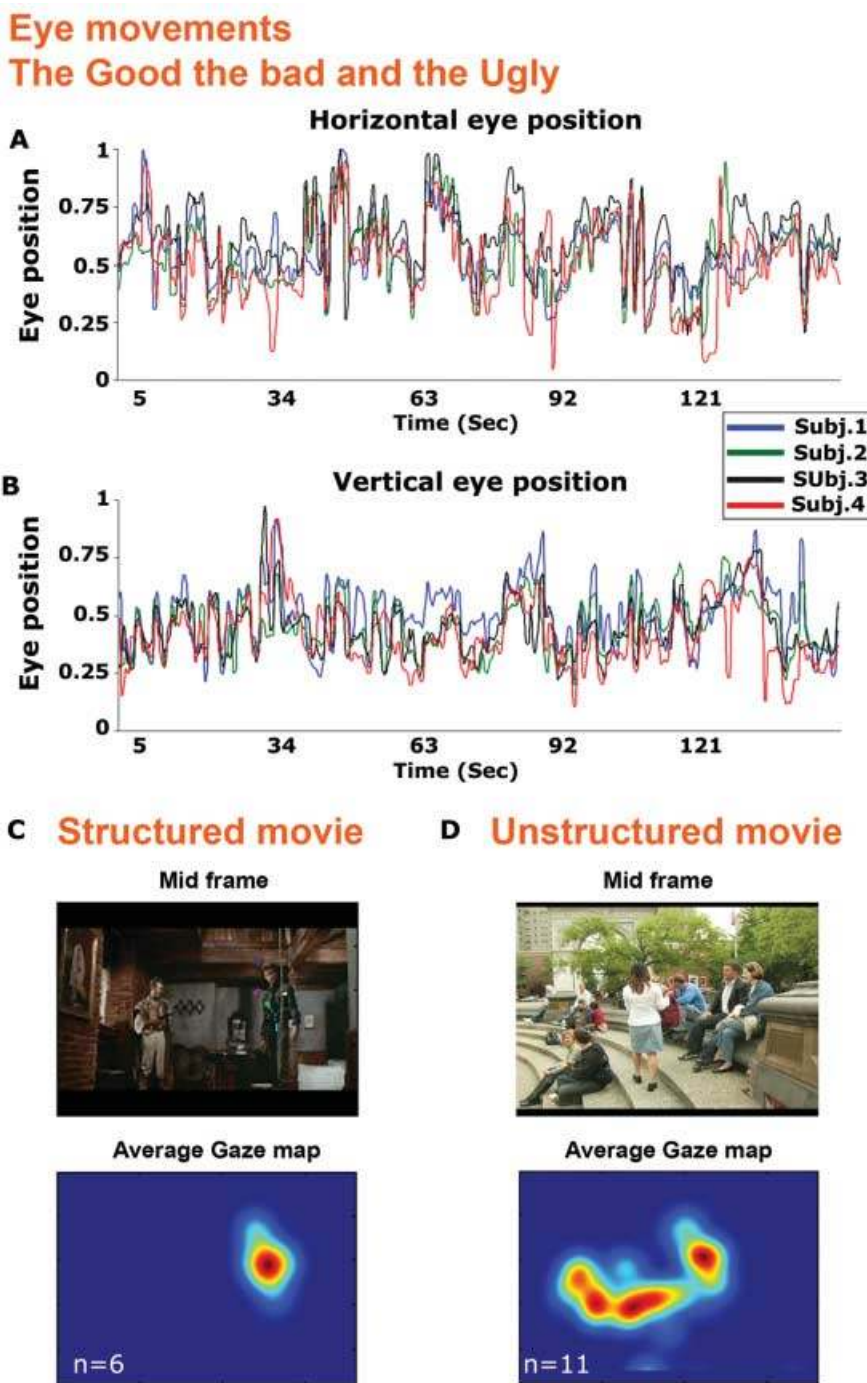 Eye movements
The Good the bad and the Ugly
A
Horizontal eye position
Eye position
1
0.75
0.5
0.25
0
5 34 63 92 121
Time (Sec)
Subj.1
Subj.2
SUbj.3
Subj.4
B
Vertical eye position
Eye position
1
0.75
0.5
0.25
0
5 34 63 92 121
Time (Sec)
C Structured movie
Mid frame
Average Gaze map
n=6
D Unstructured movie
Mid frame
Average Gaze map
n=11